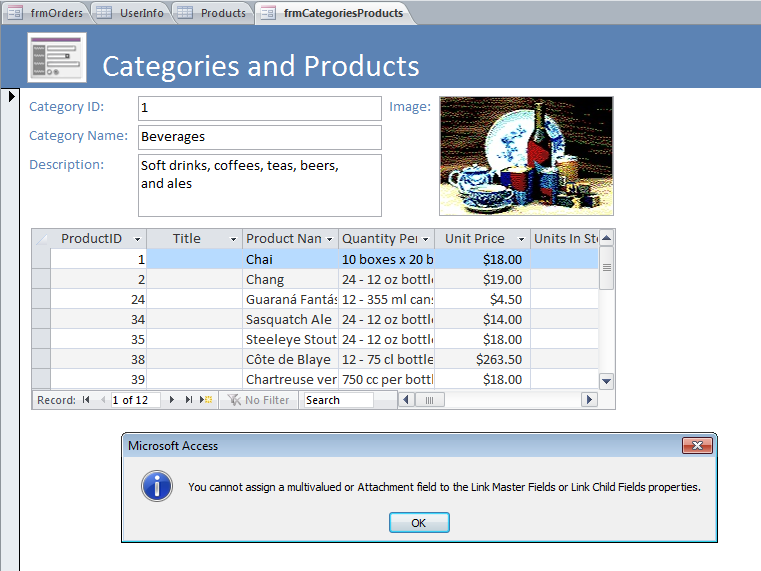 frmOrders UserInfo Products frmCategoriesProducts
Categories and Products
Category ID: 1 Image:
Category Name: Beverages
Description: Soft drinks, coffees, teas, beers,
and ales
ProductID Title Product Nan Quantity Per Unit Price Units In Sto
1 Chai 10 boxes x 20 b $18.00
2 Chang 24 - 12 oz bottl $19.00
24 Guaraná Fantás 12 - 355 ml cans $4.50
34 Sasquatch Ale 24 - 12 oz bottl $14.00
35 Steeleye Stout 24 - 12 oz bottl $18.00
38 Côte de Blaye 12 - 75 cl bottle $263.50
39 Chartreuse ver 750 cc per bottl $18.00
Record: 1 of 12 No Filter Search
Microsoft Access
You cannot assign a multivalued or Attachment field to the Link Master Fields or Link Child Fields properties.
OK